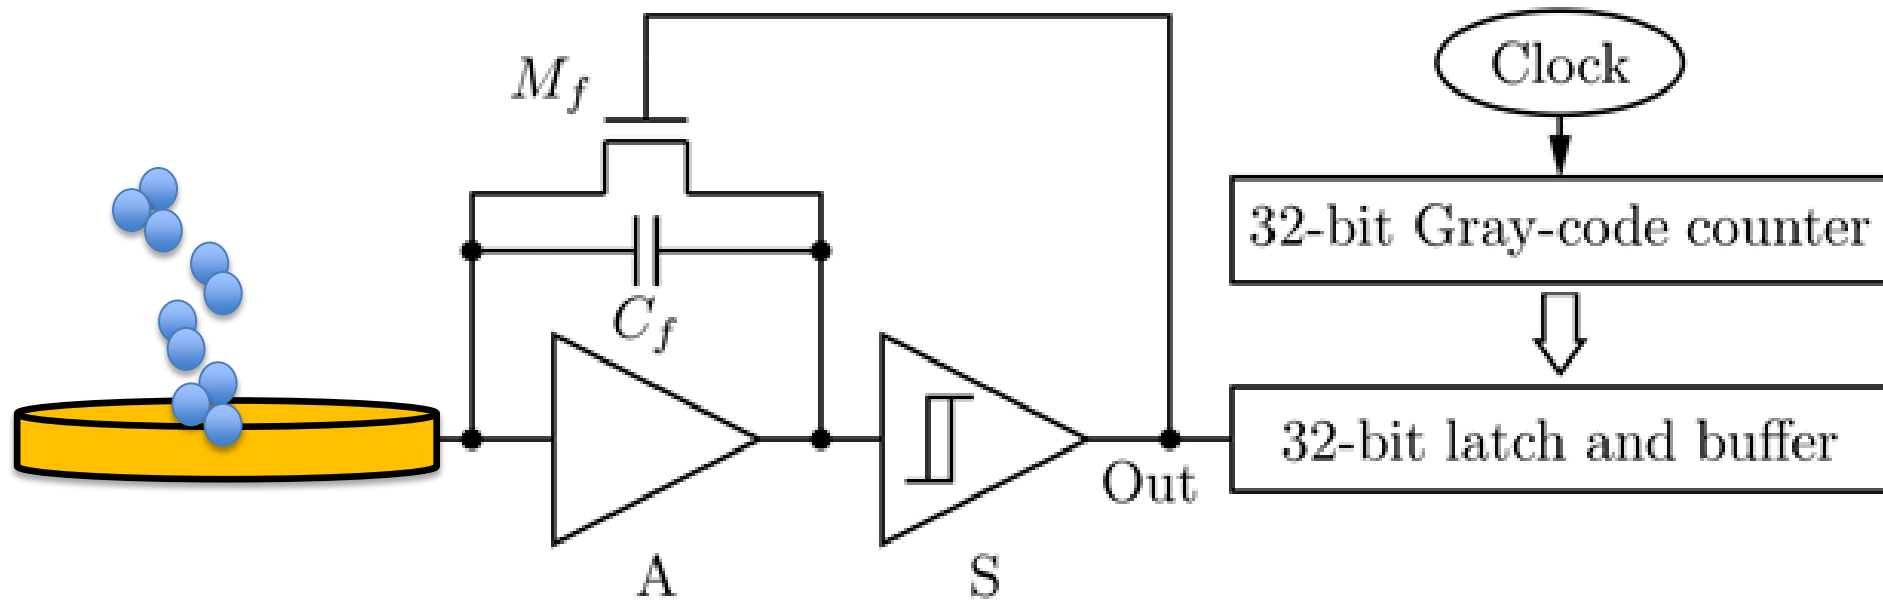 M_f
C_f
A
S
Out
Clock
32-bit Gray-code counter
32-bit latch and buffer